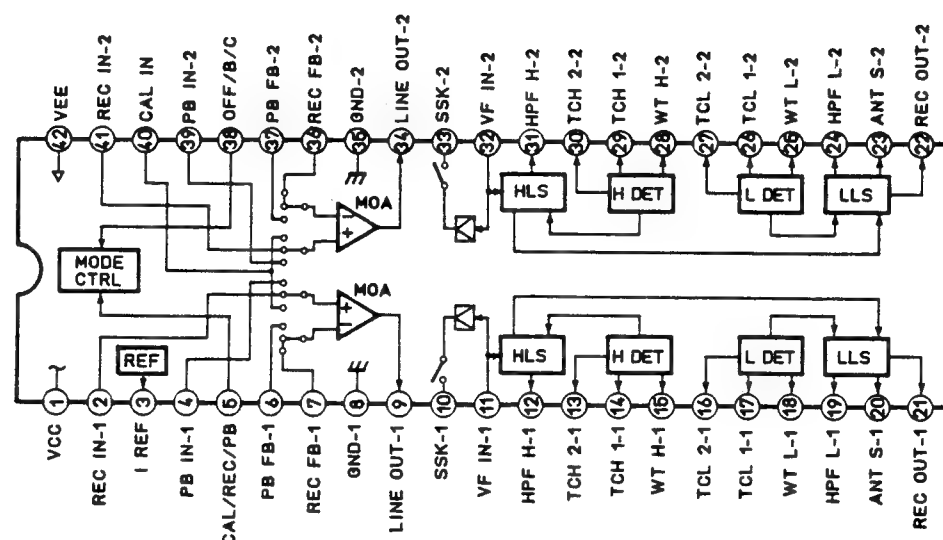 VEE
REC IN-2
CAL IN
PB IN-2
OFF/B/C
PB FB-2
REC FB-2
GND-2
LINE OUT-2
SSK-2
VF IN-2
HPF H-2
TCH 2-2
TCH 1-2
WT H-2
TCL 2-2
TCL 1-2
WT L-2
HPF L-2
ANT S-2
REC OUT-2
42 41 40 39 38 37 36 35 34 33 32 31 30 29 28 27 26 25 24 23 22
MOA
HLS
H DET
L DET
LLS
MODE
CTRL
MOA
HLS
H DET
L DET
LLS
REF
1 2 3 4 5 6 7 8 9 10 11 12 13 14 15 16 17 18 19 20 21
VCC
REC IN-1
I REF
PB IN-1
CAL/REC/PB
PB FB-1
REC FB-1
GND-1
LINE OUT-1
SSK-1
VF IN-1
HPF H-1
TCH 2-1
TCH 1-1
WT H-1
TCL 2-1
TCL 1-1
WT L-1
HPF L-1
ANT S-1
REC OUT-1